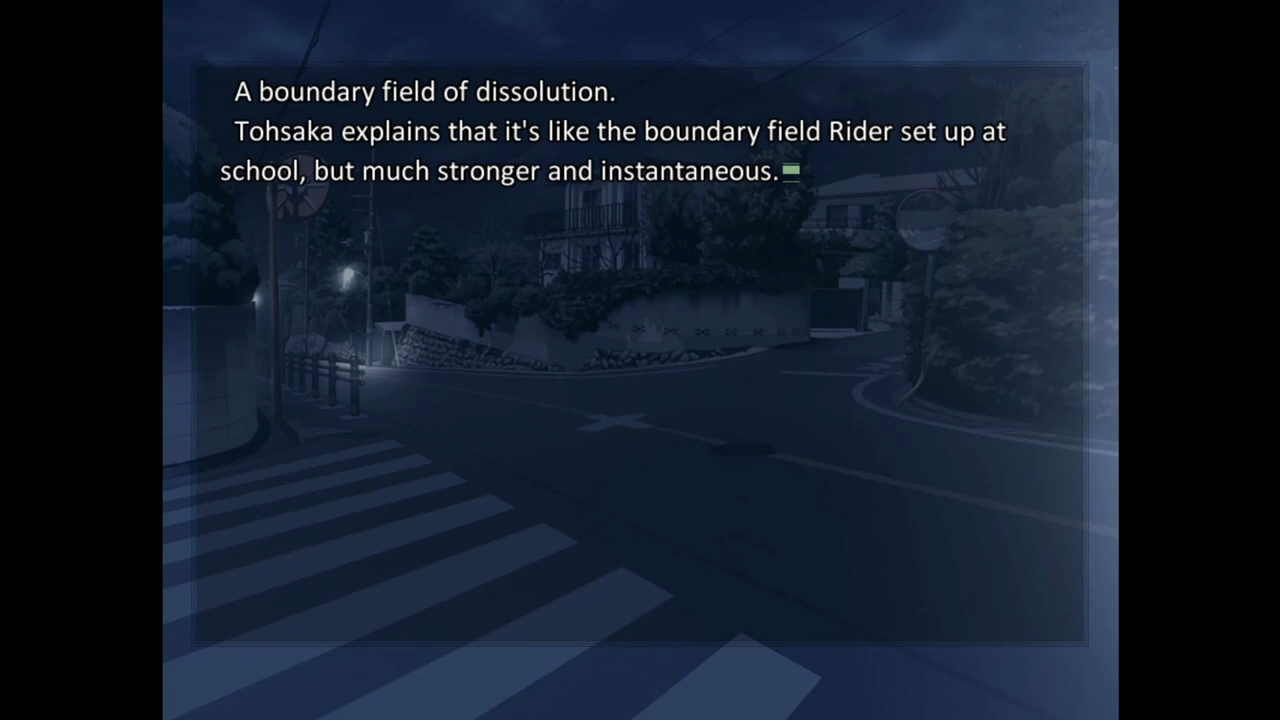 A boundary field of dissolution.
Tohsaka explains that it's like the boundary field Rider set up at
school, but much stronger and instantaneous.